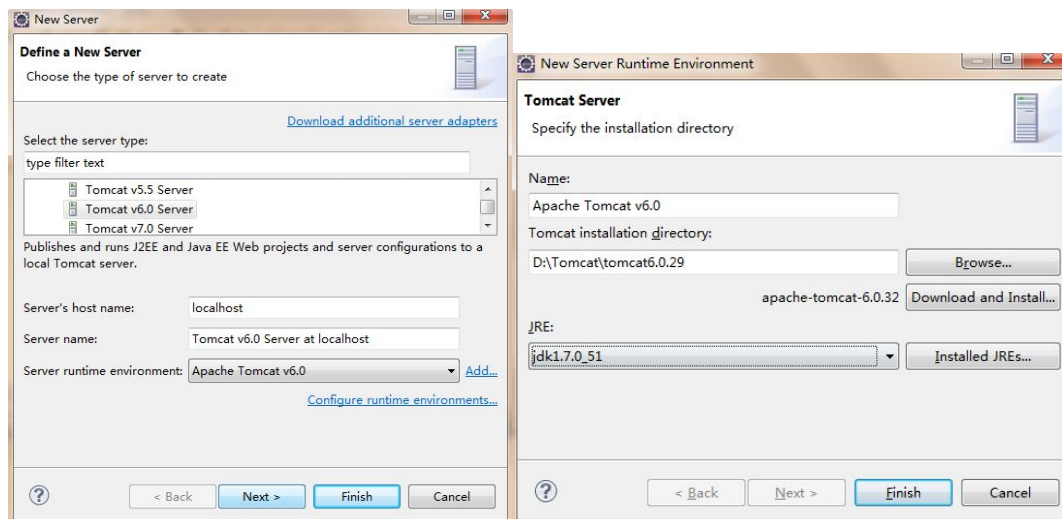 New Server
Define a New Server
Choose the type of server to create
Download additional server adapters
Select the server type:
type filter text
Tomcat v5.5 Server
Tomcat v6.0 Server
Tomcat v7.0 Server
Publishes and runs J2EE and Java EE Web projects and server configurations to a
local Tomcat server.
Server's host name: localhost
Server name: Tomcat v6.0 Server at localhost
Server runtime environment: Apache Tomcat v6.0 Add...
Configure runtime environments...
? < Back Next > Finish Cancel
New Server Runtime Environment
Tomcat Server
Specify the installation directory
Name:
Apache Tomcat v6.0
Tomcat installation directory:
D:\Tomcat\tomcat6.0.29 Browse...
apache-tomcat-6.0.32 Download and Install...
JRE:
jdk1.7.0_51 Installed JREs...
? < Back Next > Finish Cancel